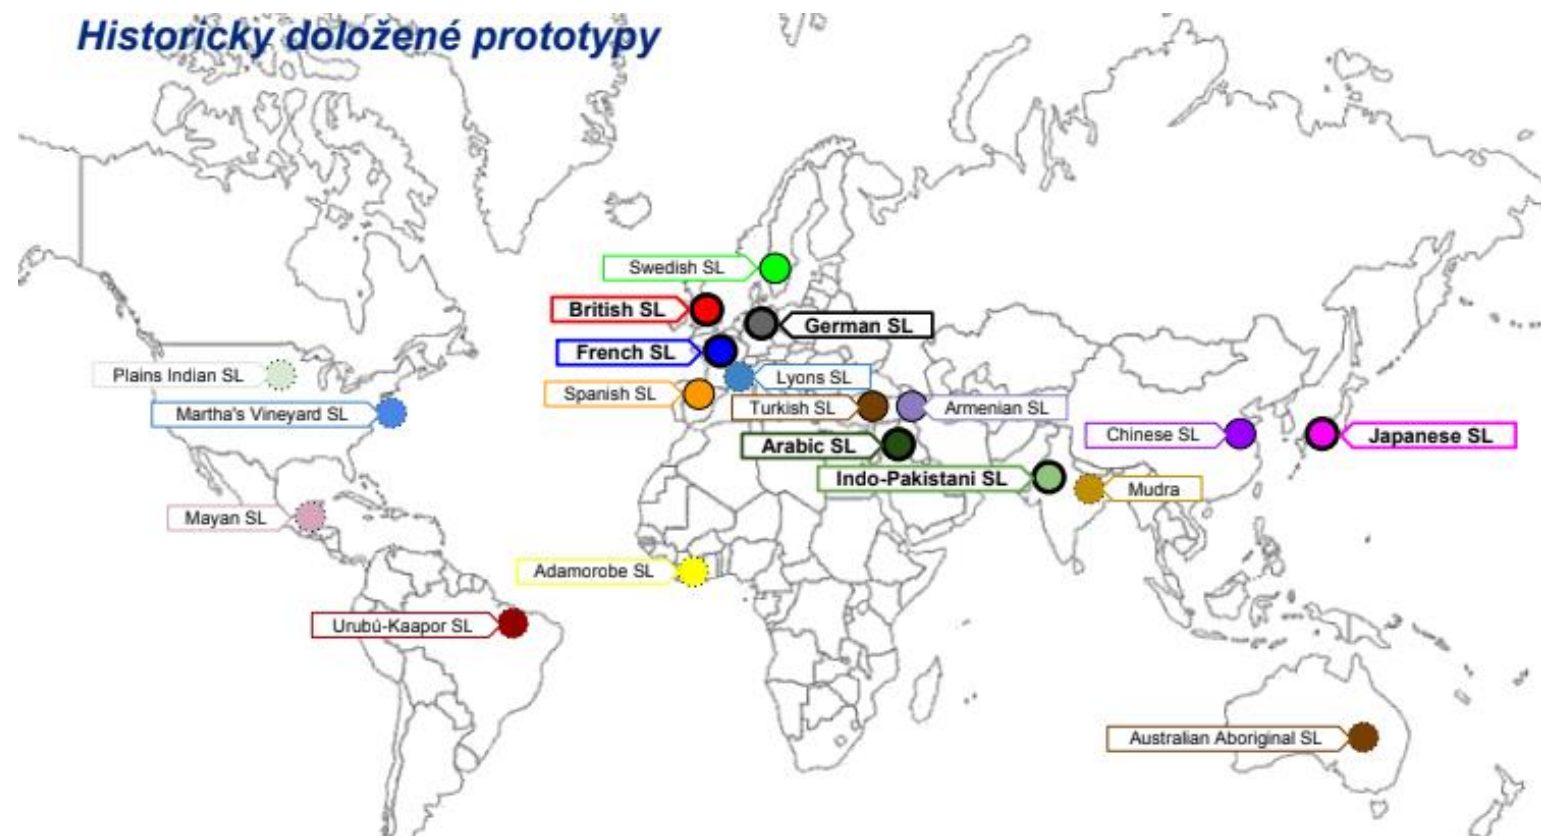 Historicky doložené prototypy
Swedish SL
British SL
German SL
French SL
Plains Indian SL
Lyons SL
Spanish SL
Martha's Vineyard SL
Turkish SL
Armenian SL
Chinese SL
Japanese SL
Arabic SL
Indo-Pakistani SL
Mudra
Mayan SL
Adamorobe SL
Urubú-Kaapor SL
Australian Aboriginal SL